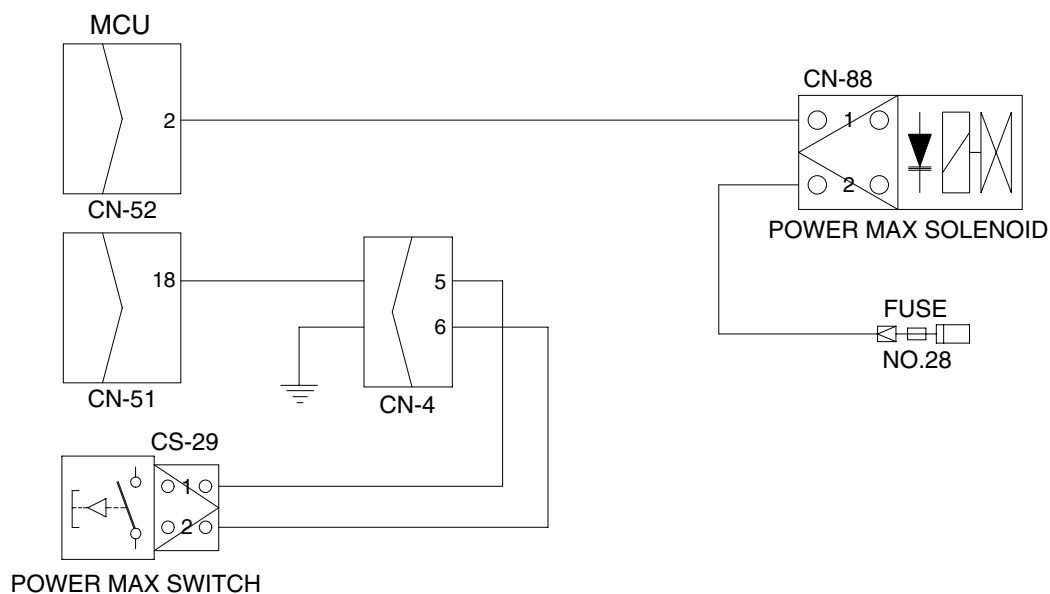 MCU
2
CN-52
CN-88
1
2
POWER MAX SOLENOID
18
CN-51
5
6
CN-4
FUSE
NO.28
CS-29
1
2
POWER MAX SWITCH